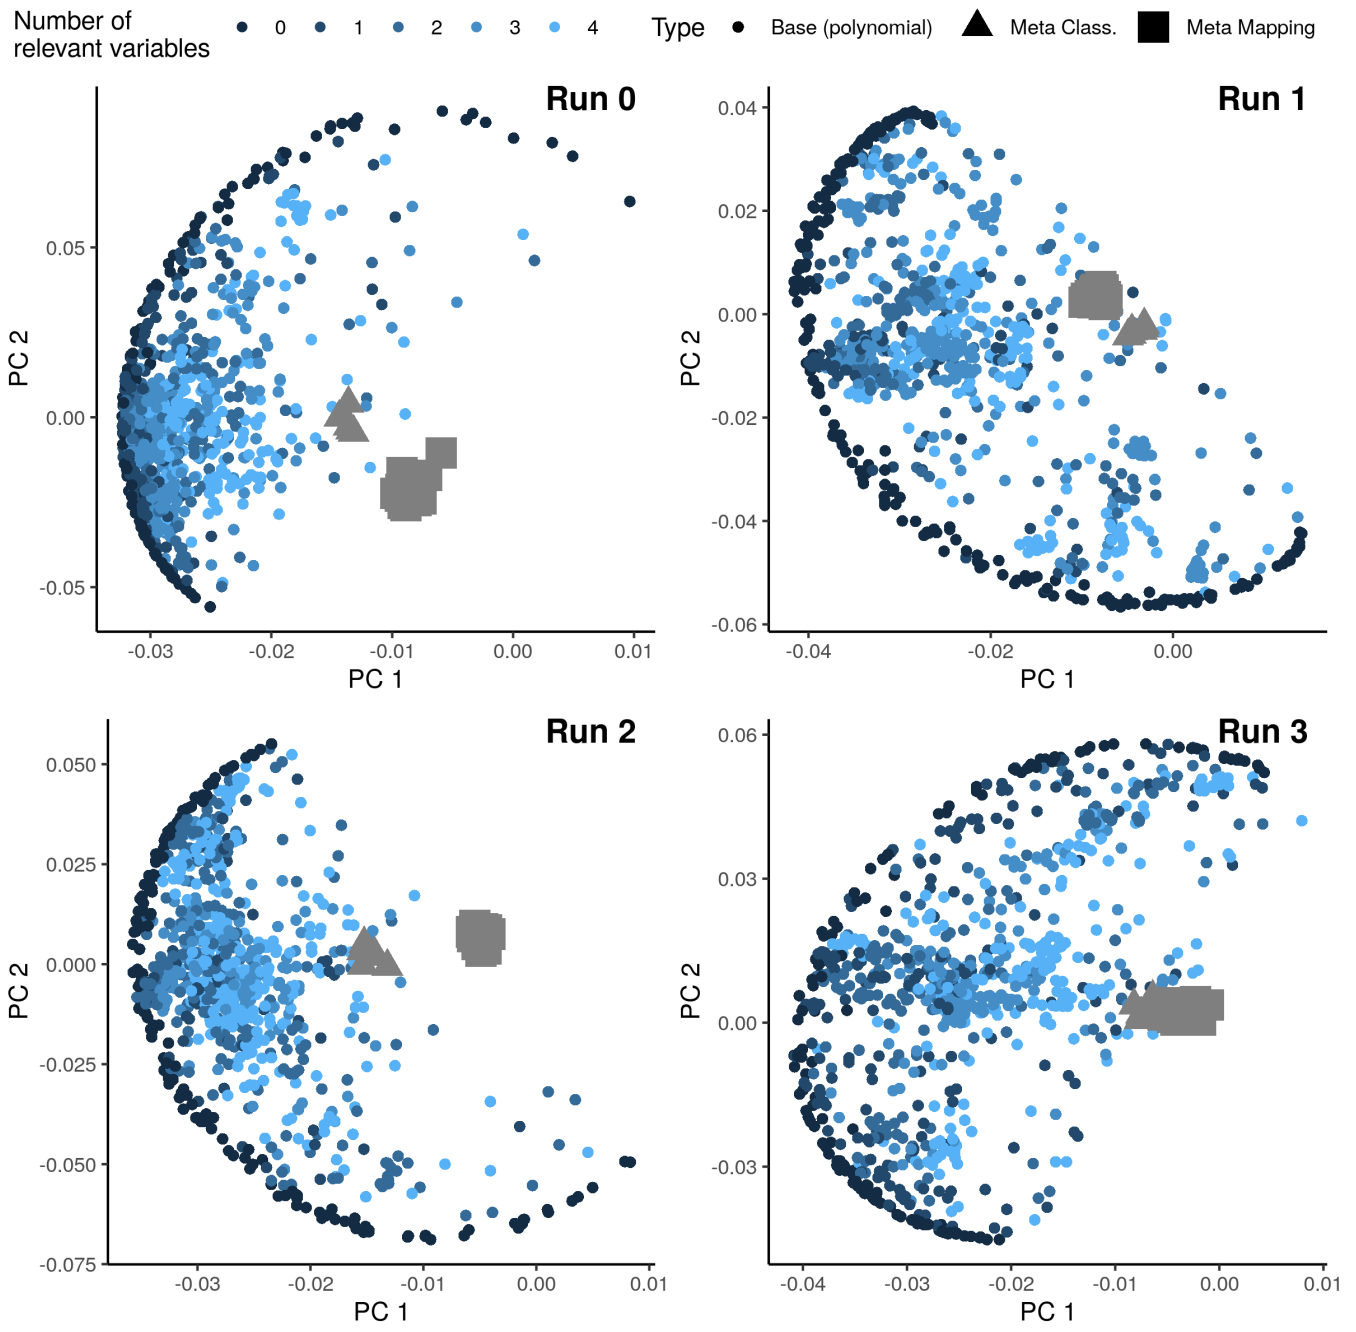 Number of
relevant variables
0 1 2 3 4
Type
Base (polynomial) Meta Class. Meta Mapping
Run 0
PC 2
0.05
0.00
-0.05
-0.03 -0.02 -0.01 0.00 0.01
PC 1
Run 1
PC 2
0.04
0.02
0.00
-0.02
-0.04
-0.06
-0.04 -0.02 0.00
PC 1
Run 2
PC 2
0.050
0.025
0.000
-0.025
-0.050
-0.075
-0.03 -0.02 -0.01 0.00 0.01
PC 1
Run 3
PC 2
0.06
0.03
0.00
-0.03
-0.04 -0.03 -0.02 -0.01 0.00 0.01
PC 1